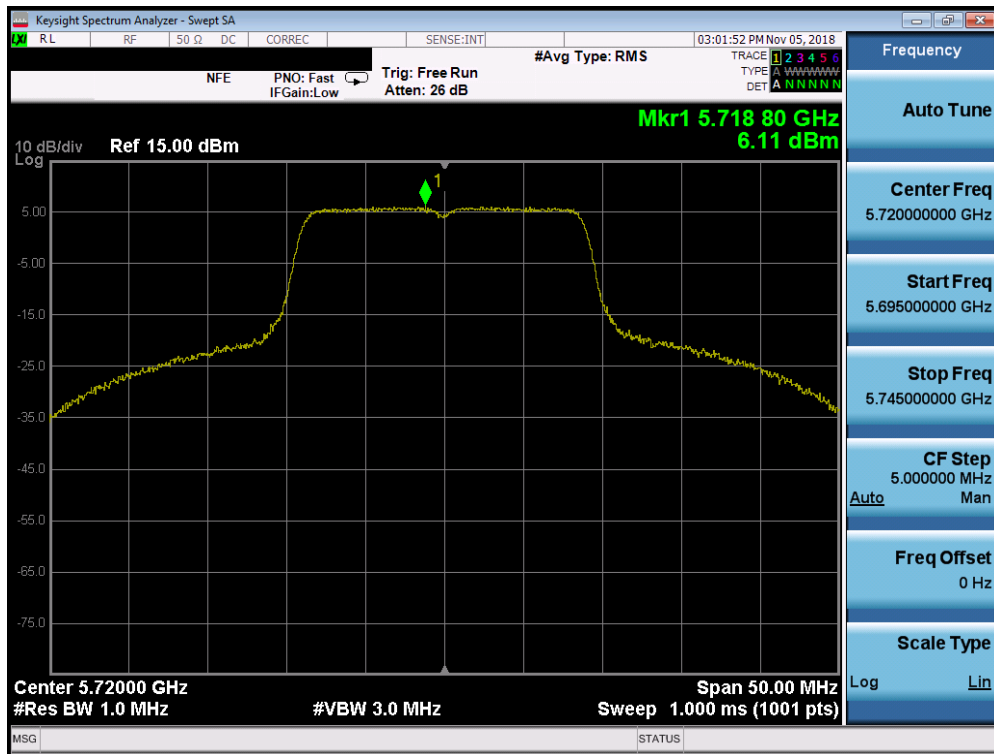 Keysight Spectrum Analyzer - Swept SA
LXI RL RF 50 Ω DC CORREC SENSE:INT 03:01:52 PM Nov 05, 2018
#Avg Type: RMS
TRACE 1 2 3 4 5 6
TYPE A W W W W W
DET A N N N N N
NFE PNO: Fast Trig: Free Run
IFGain:Low Atten: 26 dB
Mkr1 5.718 80 GHz
6.11 dBm
10 dB/div Ref 15.00 dBm
Log
1
5.00
-5.00
-15.0
-25.0
-35.0
-45.0
-55.0
-65.0
-75.0
Center 5.72000 GHz Span 50.00 MHz
#Res BW 1.0 MHz #VBW 3.0 MHz Sweep 1.000 ms (1001 pts)
MSG STATUS
Frequency
Auto Tune
Center Freq
5.720000000 GHz
Start Freq
5.695000000 GHz
Stop Freq
5.745000000 GHz
CF Step
5.000000 MHz
Auto Man
Freq Offset
0 Hz
Scale Type
Log Lin